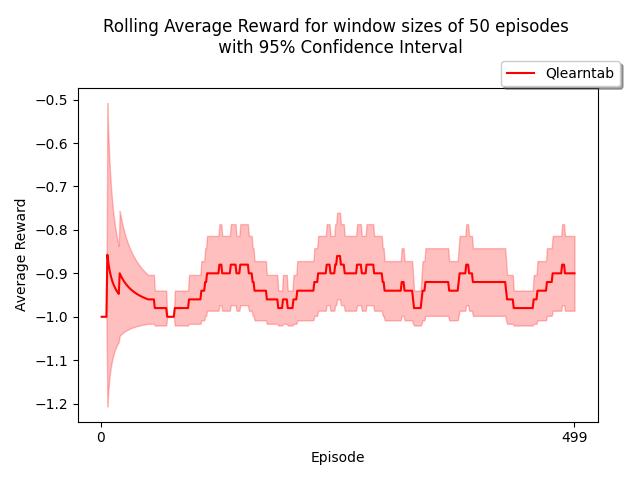 Rolling Average Reward for window sizes of 50 episodes
with 95% Confidence Interval
Qlearntab
Average Reward
−0.5
−0.6
−0.7
−0.8
−0.9
−1.0
−1.1
−1.2
0
499
Episode